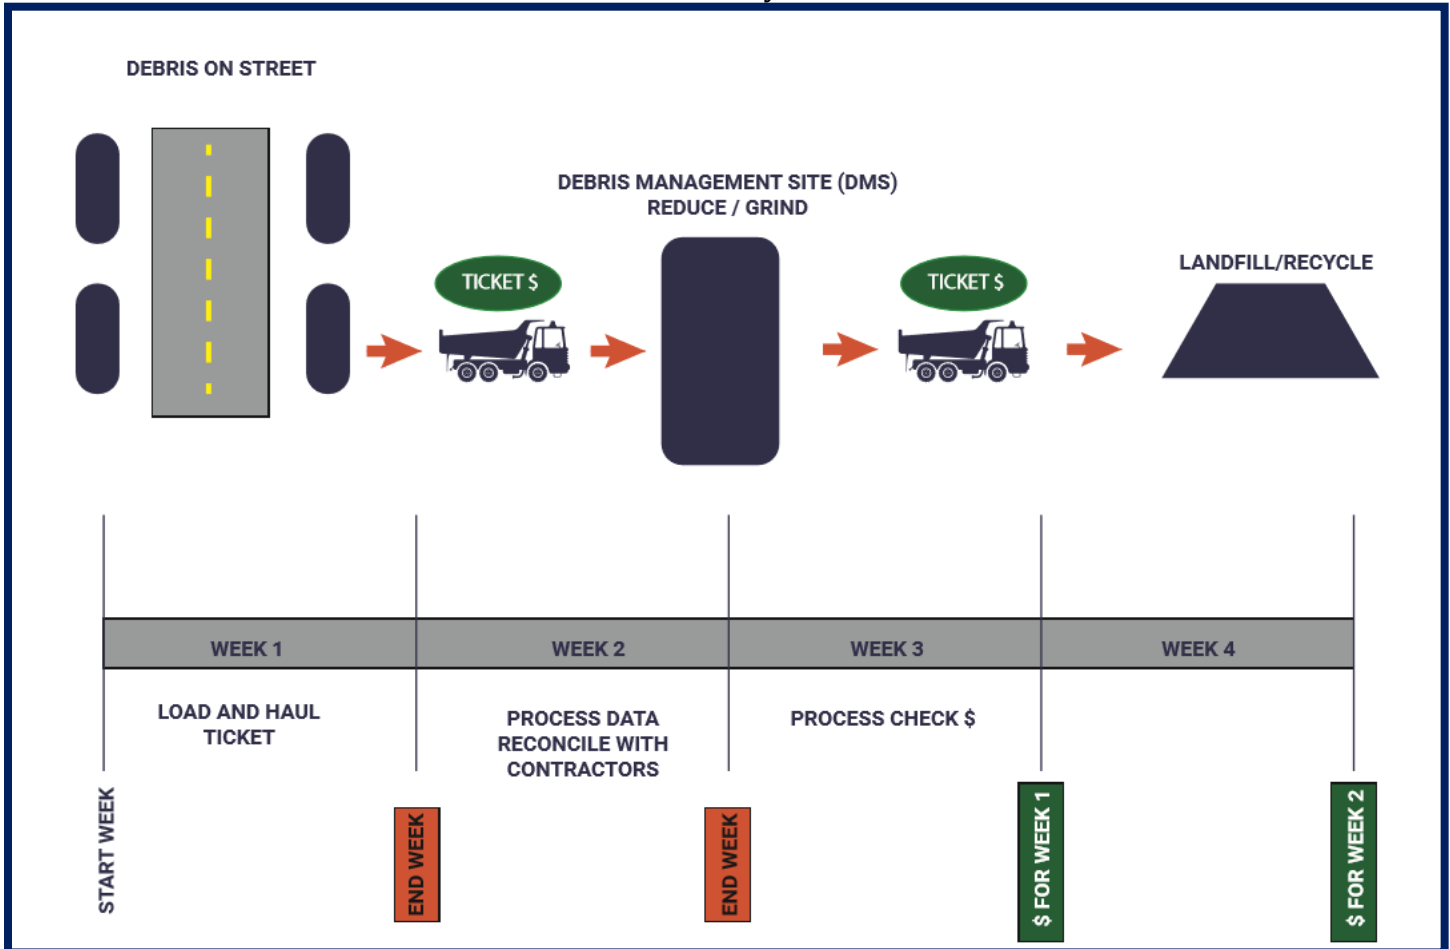 DEBRIS ON STREET
DEBRIS MANAGEMENT SITE (DMS)
REDUCE / GRIND
TICKET $
TICKET $
LANDFILL/RECYCLE
WEEK 1
WEEK 2
WEEK 3
WEEK 4
LOAD AND HAUL
TICKET
PROCESS DATA
RECONCILE WITH
CONTRACTORS
PROCESS CHECK $
START WEEK
END WEEK
END WEEK
$ FOR WEEK 1
$ FOR WEEK 2